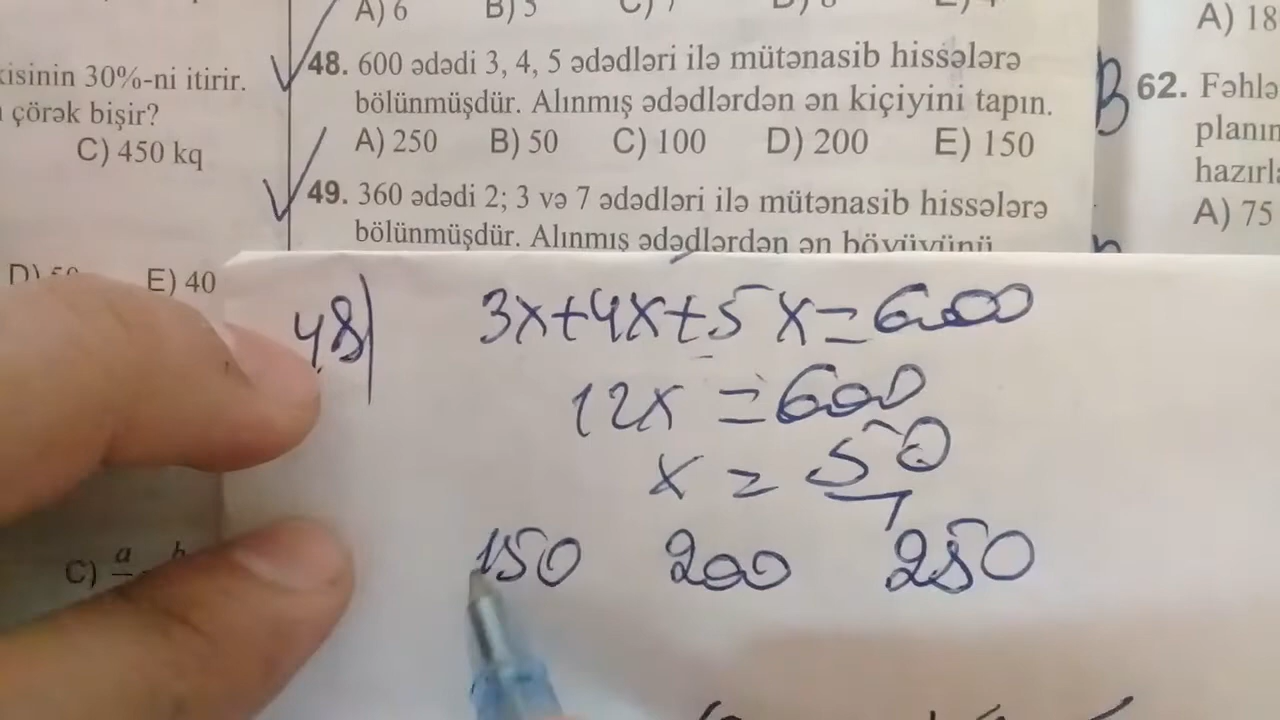 A) 6
kisinin 30%-ni itirir.
çörək bişir?
C) 450 kq
E) 40
C) a
48. 600 ədədi 3, 4, 5 ədədləri ilə mütənasib hissələrə
bölünmüşdür. Alınmış ədədlərdən ən kiçiyini tapın.
A) 250 B) 50 C) 100 D) 200 E) 150
49. 360 ədədi 2; 3 və 7 ədədləri ilə mütənasib hissələrə
bölünmüşdür. Alınmış ədədlərdən ən böyüyünü
A) 18
B
62. Fəhlə
planın
hazırla
A) 75
48)
3x+4x+5x=600
12x = 600
x = 50
150 200 250